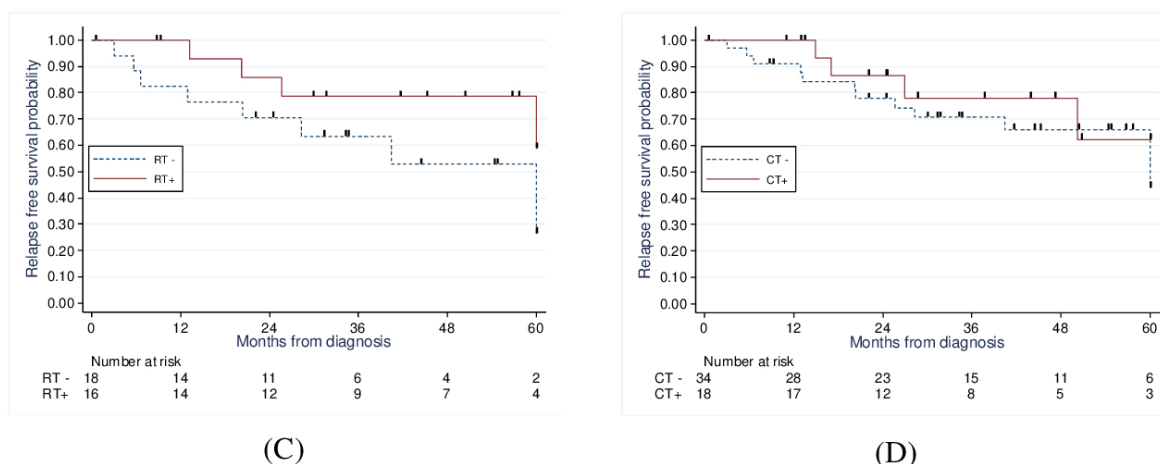 Relapse free survival probability
1.00
0.90
0.80
0.70
0.60
0.50
0.40
0.30
0.20
0.10
0.00
RT -
RT+
0 12 24 36 48 60
Months from diagnosis
Number at risk
RT - 18 14 11 6 4 2
RT+ 16 14 12 9 7 4
(C)
Relapse free survival probability
1.00
0.90
0.80
0.70
0.60
0.50
0.40
0.30
0.20
0.10
0.00
CT -
CT+
0 12 24 36 48 60
Months from diagnosis
Number at risk
CT - 34 28 23 15 11 6
CT+ 18 17 12 8 5 3
(D)